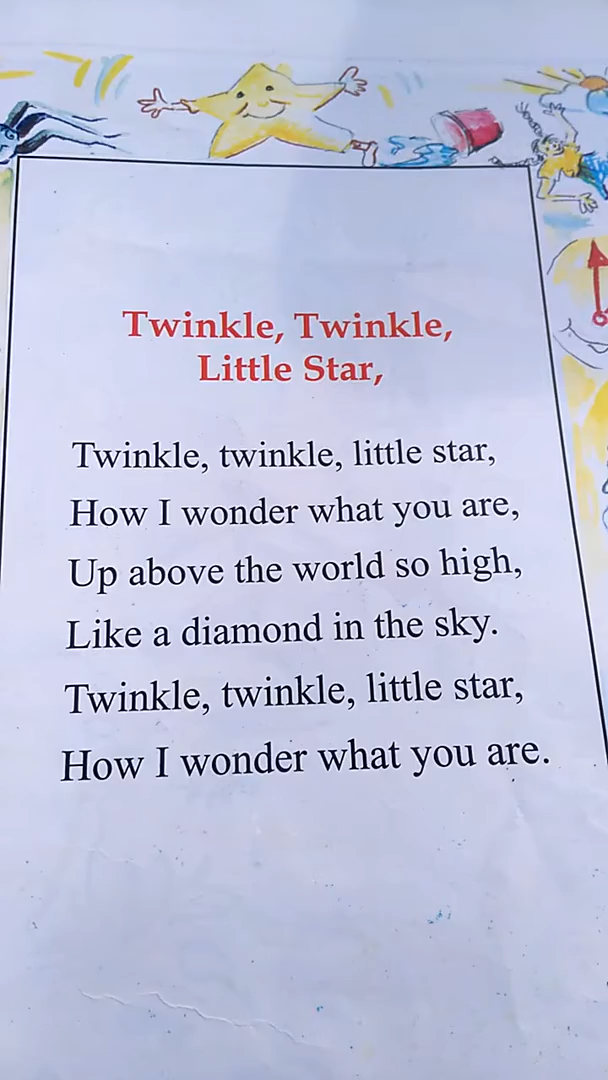 Twinkle, Twinkle,
Little Star,
Twinkle, twinkle, little star,
How I wonder what you are,
Up above the world so high,
Like a diamond in the sky.
Twinkle, twinkle, little star,
How I wonder what you are.